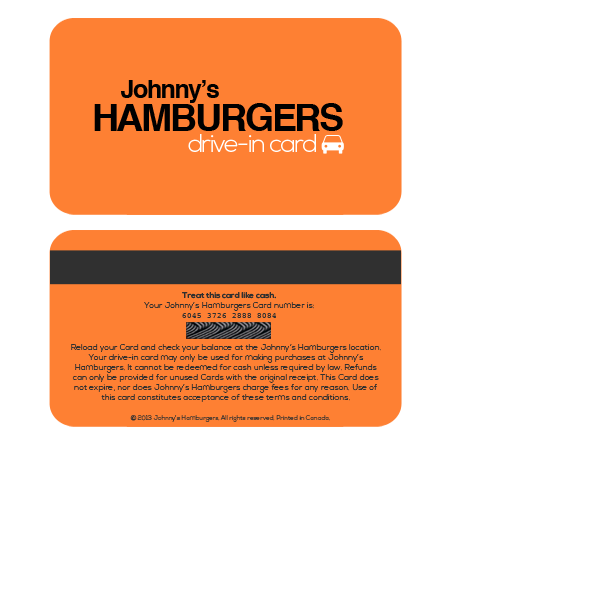 Johnny's
HAMBURGERS
drive-in card
Treat this card like cash.
Your Johnny's Hamburgers Card number is:
6045 3726 2888 8084
Reload your Card and check your balance at the Johnny's Hamburgers location.
Your drive-in card may only be used for making purchases at Johnny's
Hamburgers. It cannot be redeemed for cash unless required by law. Refunds
can only be provided for unused Cards with the original receipt. This Card does
not expire, nor does Johnny's Hamburgers charge fees for any reason. Use of
this card constitutes acceptance of these terms and conditions.
© 2013 Johnny's Hamburgers. All rights reserved. Printed in Canada.